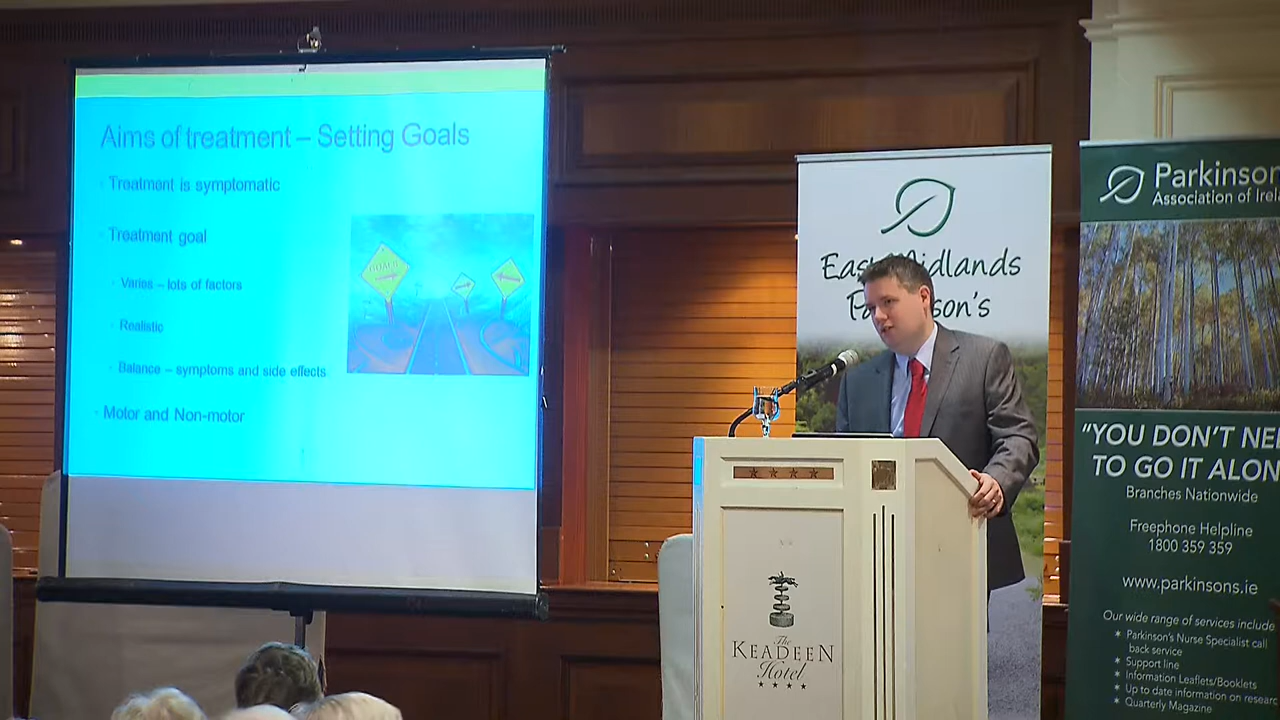 Aims of treatment – Setting Goals
Treatment is symptomatic
Treatment goal
Varies – lots of factors
Realistic
Balance – symptoms and side effects
Motor and Non-motor
GOALS
East Midlands
The
KEADEEN
Hotel
Parkinson
Association of Irel
"YOU DON'T NE
TO GO IT ALON
Branches Nationwide
Freephone Helpline
1800 359 359
www.parkinsons.ie
Our wide range of services include
* Parkinson's Nurse Specialist call
back service
* Support line
* Information Leaflets/Booklets
* Up to date information on researc
* Quarterly Magazine